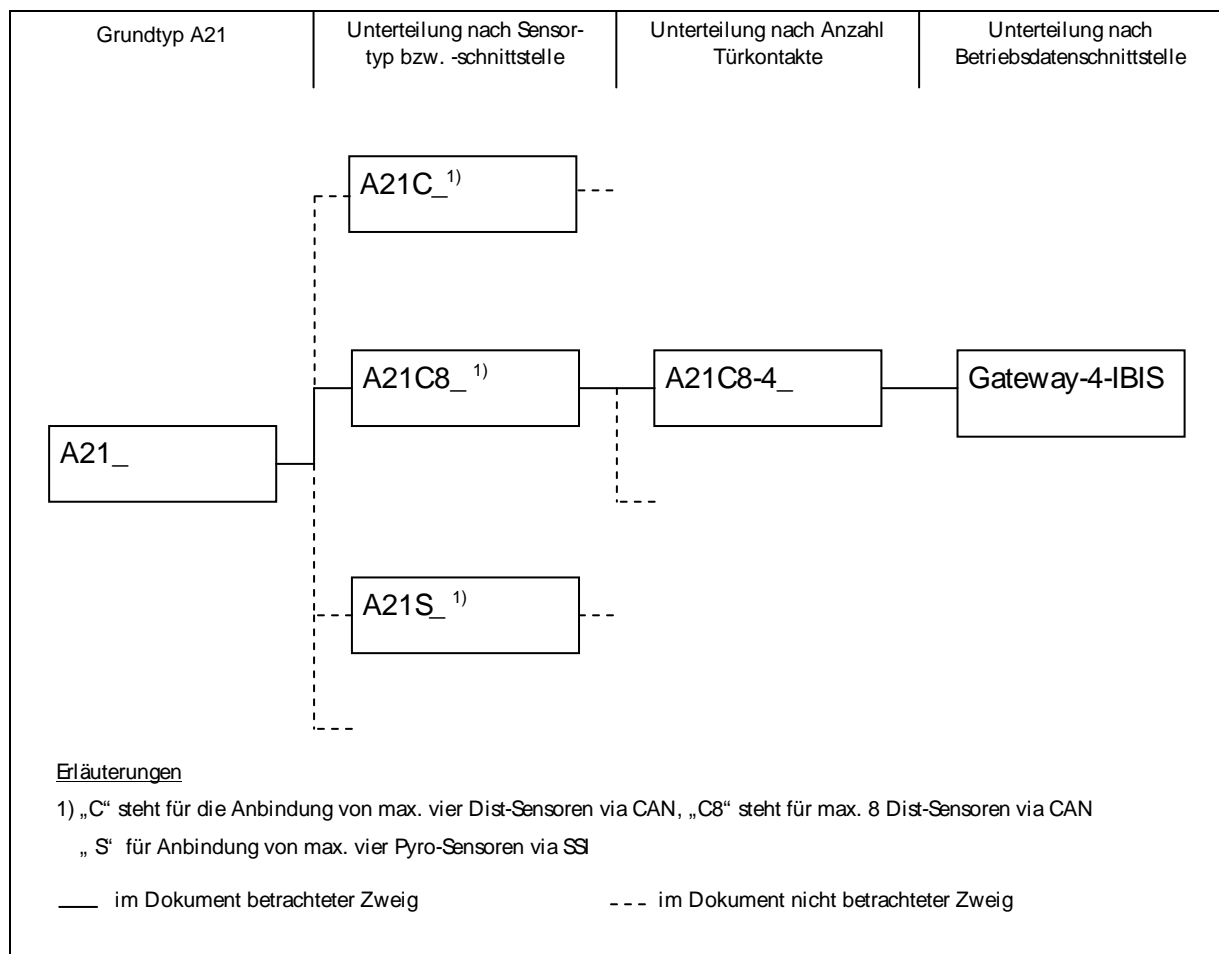 Grundtyp A21
Unterteilung nach Sensor-
typ bzw. -schnittstelle
Unterteilung nach Anzahl
Türkontakte
Unterteilung nach
Betriebsdatenschnittstelle
A21C_ 1)
A21C8_ 1)
A21C8-4_
Gateway-4-IBIS
A21_
A21S_ 1)
Erläuterungen
1) „C“ steht für die Anbindung von max. vier Dist-Sensoren via CAN, „C8“ steht für max. 8 Dist-Sensoren via CAN
„ S“ für Anbindung von max. vier Pyro-Sensoren via SSI
im Dokument betrachteter Zweig
im Dokument nicht betrachteter Zweig